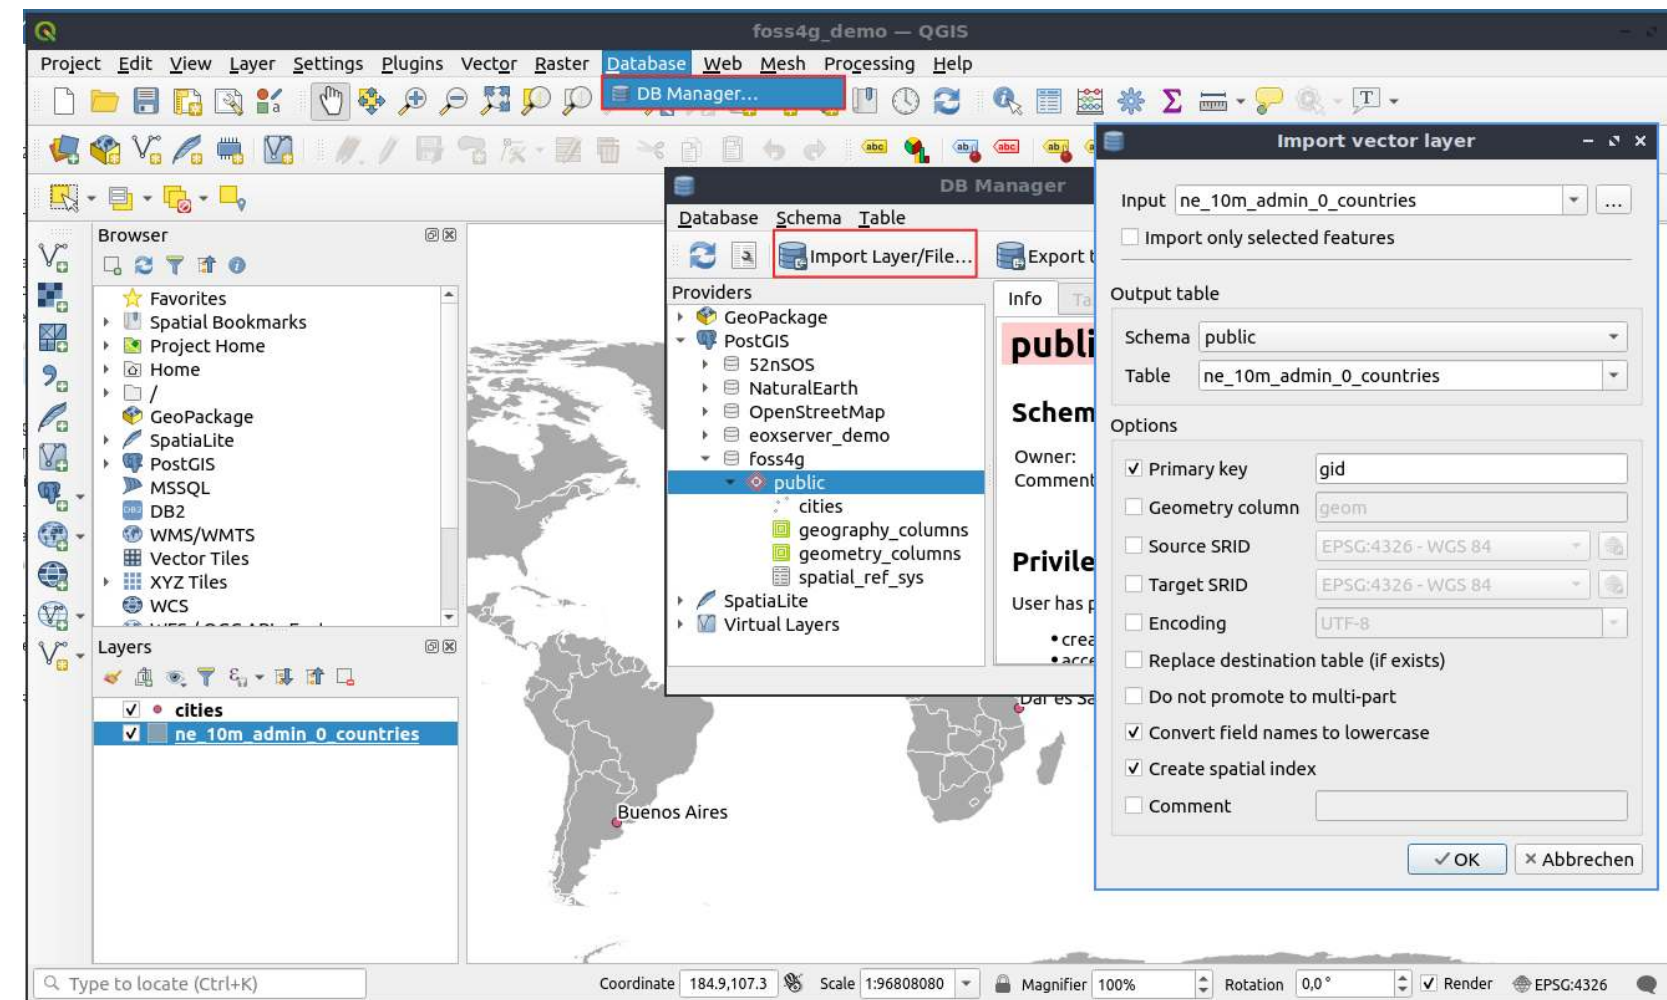 foss4g_demo — QGIS
Project Edit View Layer Settings Plugins Vector Raster Database Web Mesh Processing Help
DB Manager...
Import vector layer
DB Manager
Input ne_10m_admin_0_countries ...
Import only selected features
Database Schema Table
Import Layer/File... Export t
Browser
Favorites
Spatial Bookmarks
Project Home
Home
/
GeoPackage
SpatiaLite
PostGIS
MSSQL
DB2
WMS/WMTS
Vector Tiles
XYZ Tiles
WCS
Providers
GeoPackage
PostGIS
52nSOS
NaturalEarth
OpenStreetMap
eoxserver_demo
foss4g
public
cities
geography_columns
geometry_columns
spatial_ref_sys
SpatiaLite
Virtual Layers
Info Ta
publi
Schem
Owner:
Comment
Privile
User has p
• crea
• acce
Output table
Schema public
Table ne_10m_admin_0_countries
Options
Primary key gid
Geometry column geom
Source SRID EPSG:4326 - WGS 84
Target SRID EPSG:4326 - WGS 84
Encoding UTF-8
Replace destination table (if exists)
Do not promote to multi-part
Convert field names to lowercase
Create spatial index
Comment
OK Abbrechen
Layers
cities
ne_10m_admin_0_countries
Dar es Sa
Buenos Aires
Type to locate (Ctrl+K) Coordinate 184.9,107.3 Scale 1:96808080 Magnifier 100% Rotation 0,0 ° Render EPSG:4326